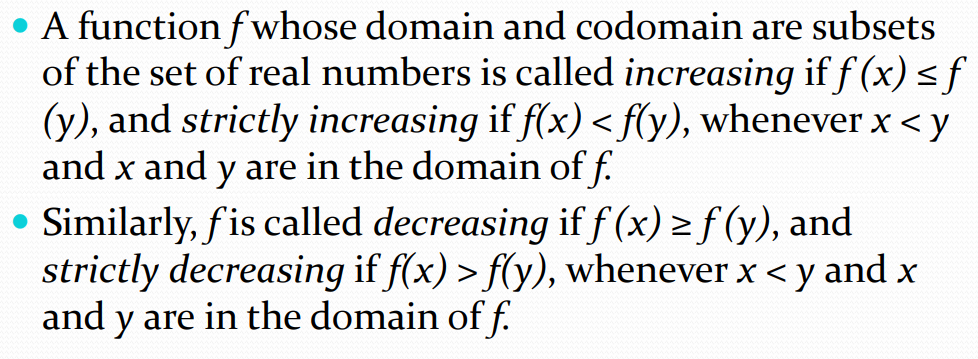 • A function f whose domain and codomain are subsets
of the set of real numbers is called increasing if f (x) ≤ f
(y), and strictly increasing if f(x) < f(y), whenever x < y
and x and y are in the domain of f.
• Similarly, f is called decreasing if f (x) ≥ f (y), and
strictly decreasing if f(x) > f(y), whenever x < y and x
and y are in the domain of f.